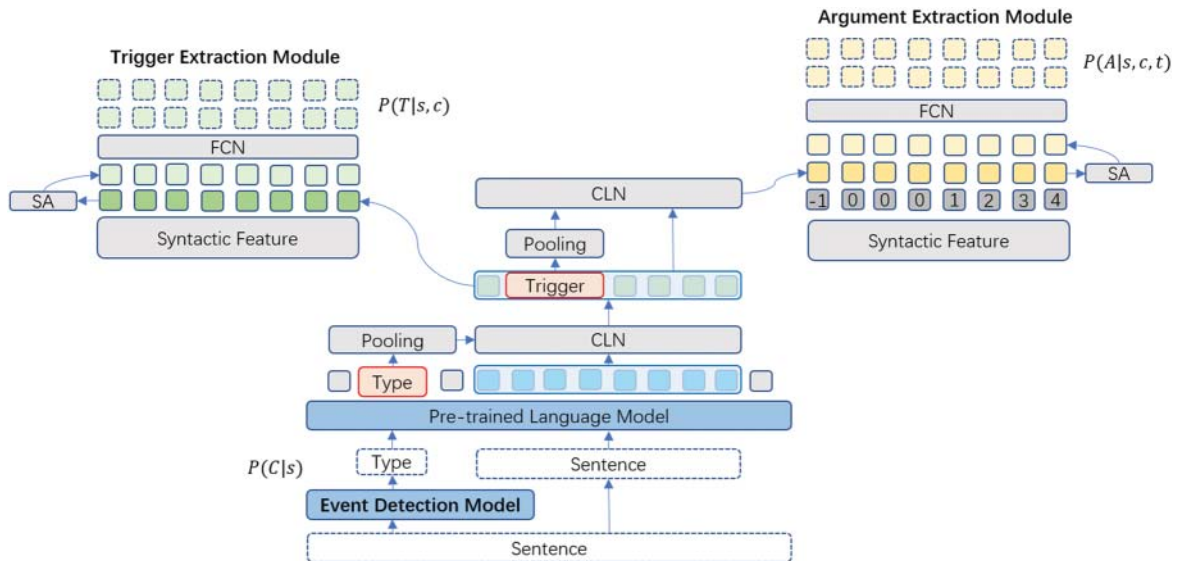 Argument Extraction Module
Trigger Extraction Module
P(A|s, c, t)
P(T|s, c)
FCN
FCN
SA
CLN
SA
-1 0 0 0 1 2 3 4
Syntactic Feature
Pooling
Syntactic Feature
Trigger
Pooling
CLN
Type
Pre-trained Language Model
P(C|s)
Type
Sentence
Event Detection Model
Sentence